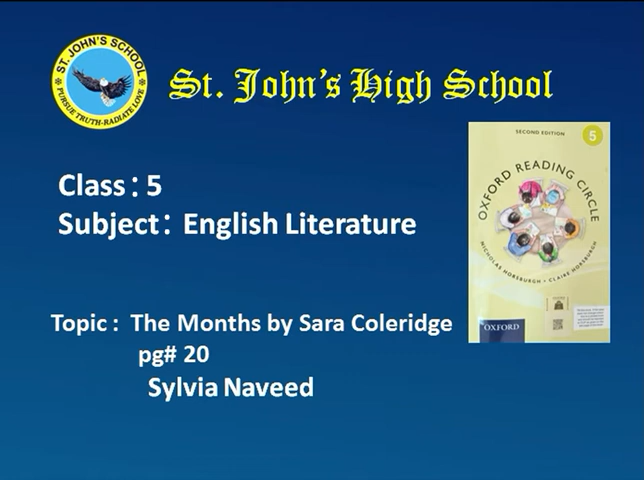 ST. JOHN'S SCHOOL
PURSUE TRUTH-RADIATE LOVE
St. John's High School
SECOND EDITION
5
OXFORD READING CIRCLE
NICHOLAS HORSBURGH • CLAIRE HORSBURGH
OXFORD
Class : 5
Subject : English Literature
Topic : The Months by Sara Coleridge
pg# 20
Sylvia Naveed